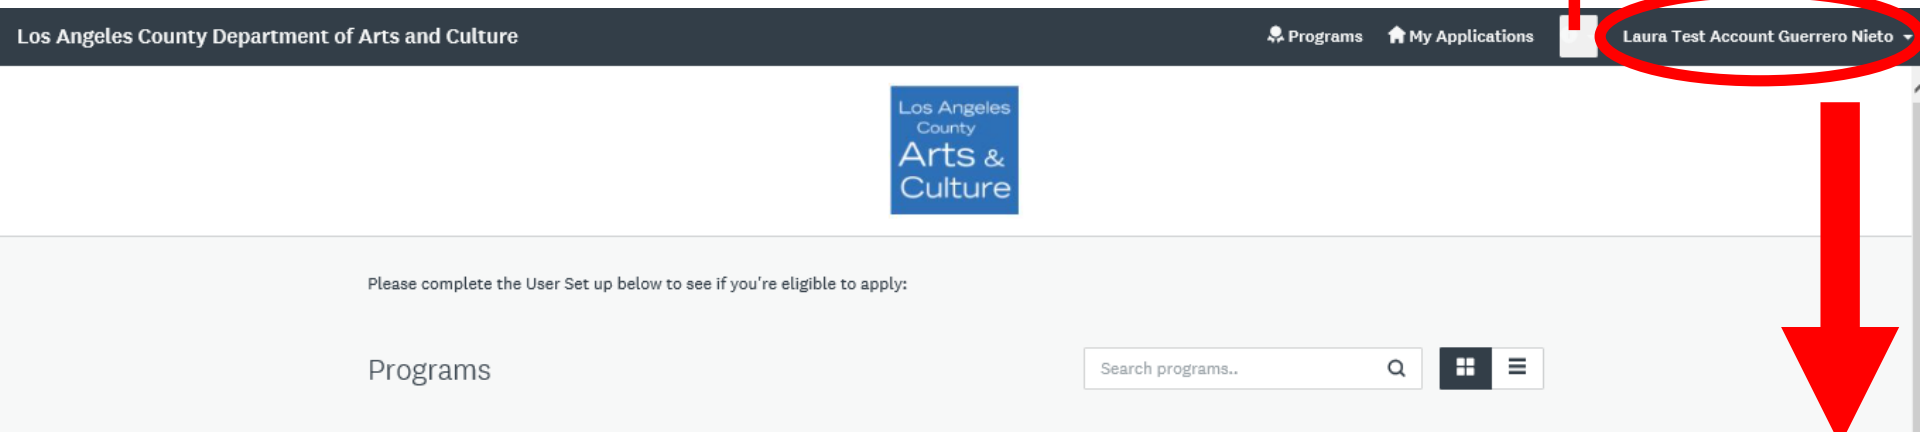 Los Angeles County Department of Arts and Culture
Programs
My Applications
Laura Test Account Guerrero Nieto
Los Angeles
County
Arts &
Culture
Please complete the User Set up below to see if you're eligible to apply:
Programs
Search programs..